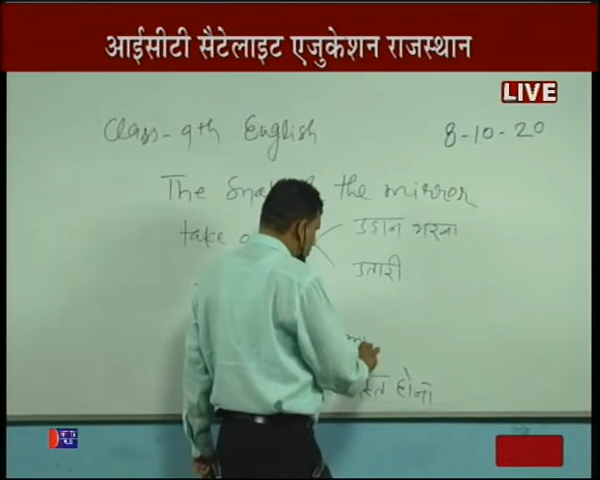 आईसीटी सैटेलाइट एजुकेशन राजस्थान
LIVE
Class-9th English 8-10-20
The the mirror
take उड़ान भरना
उतारी
होना